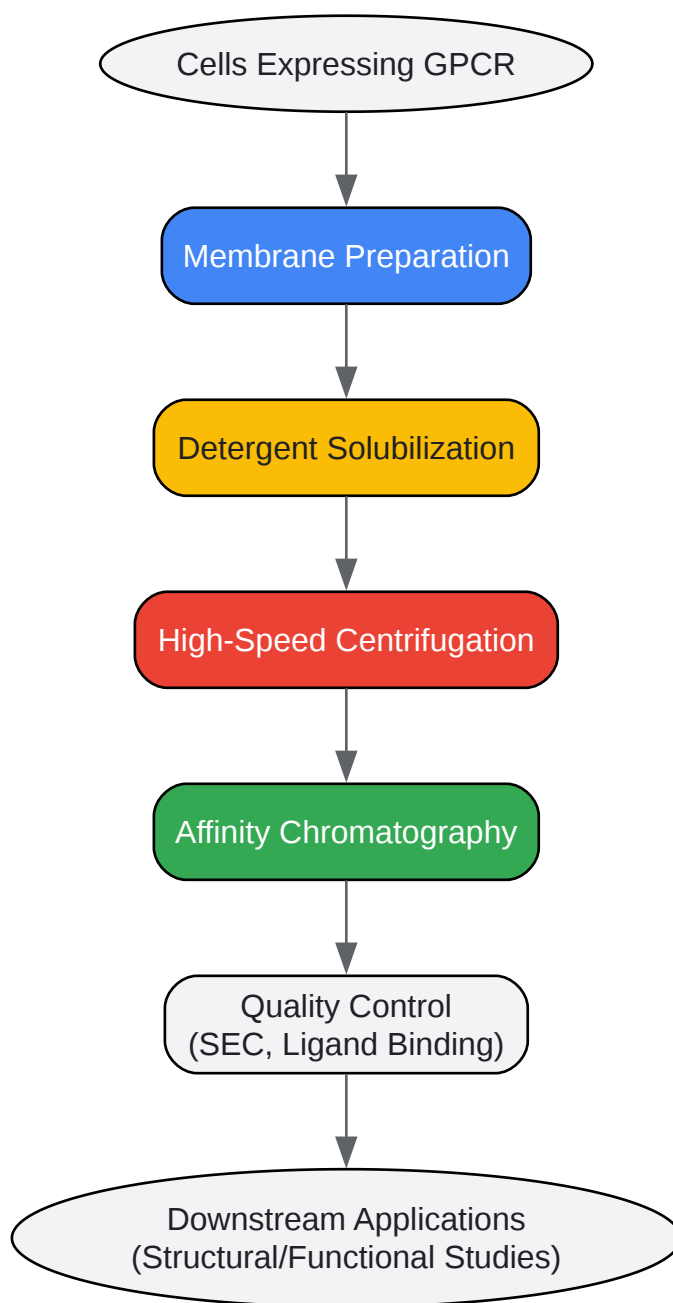 Cells Expressing GPCR
Membrane Preparation
Detergent Solubilization
High-Speed Centrifugation
Affinity Chromatography
Quality Control
(SEC, Ligand Binding)
Downstream Applications
(Structural/Functional Studies)